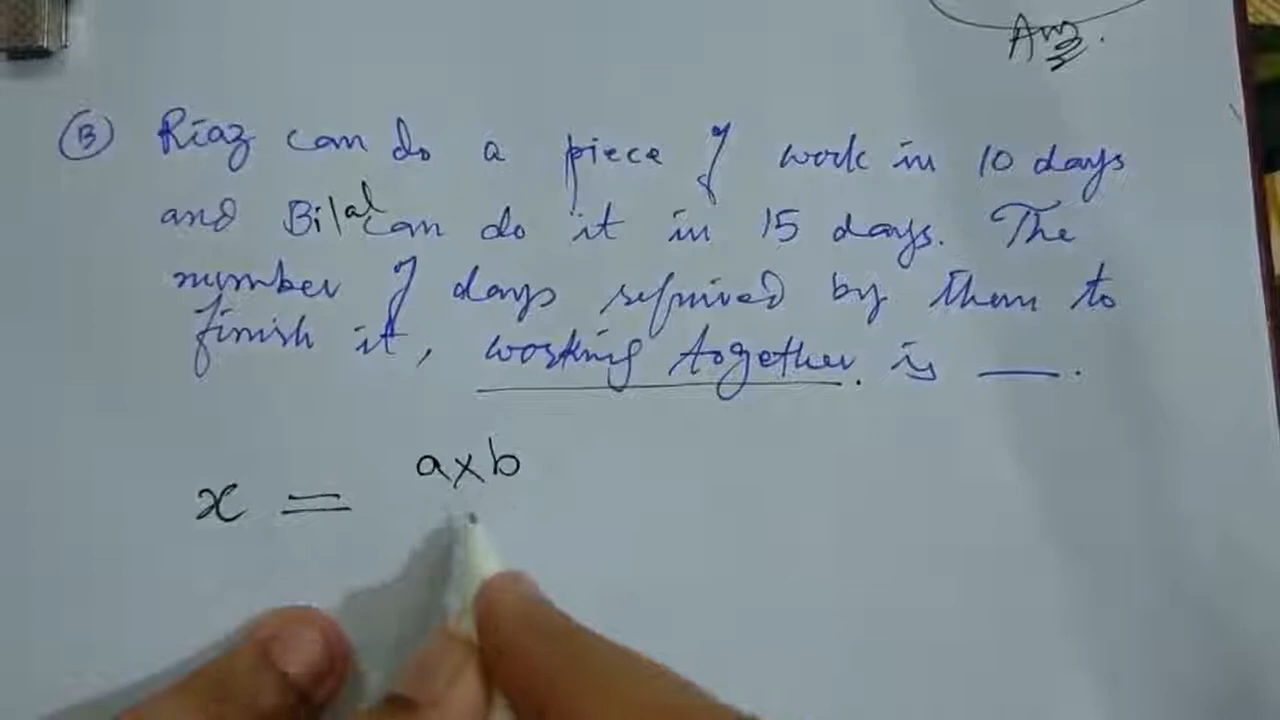 Ans.
(B) Riaz can do a piece of work in 10 days
and Bilal can do it in 15 days. The
number of days required by them to
finish it, working together. is ___.
x = a×b